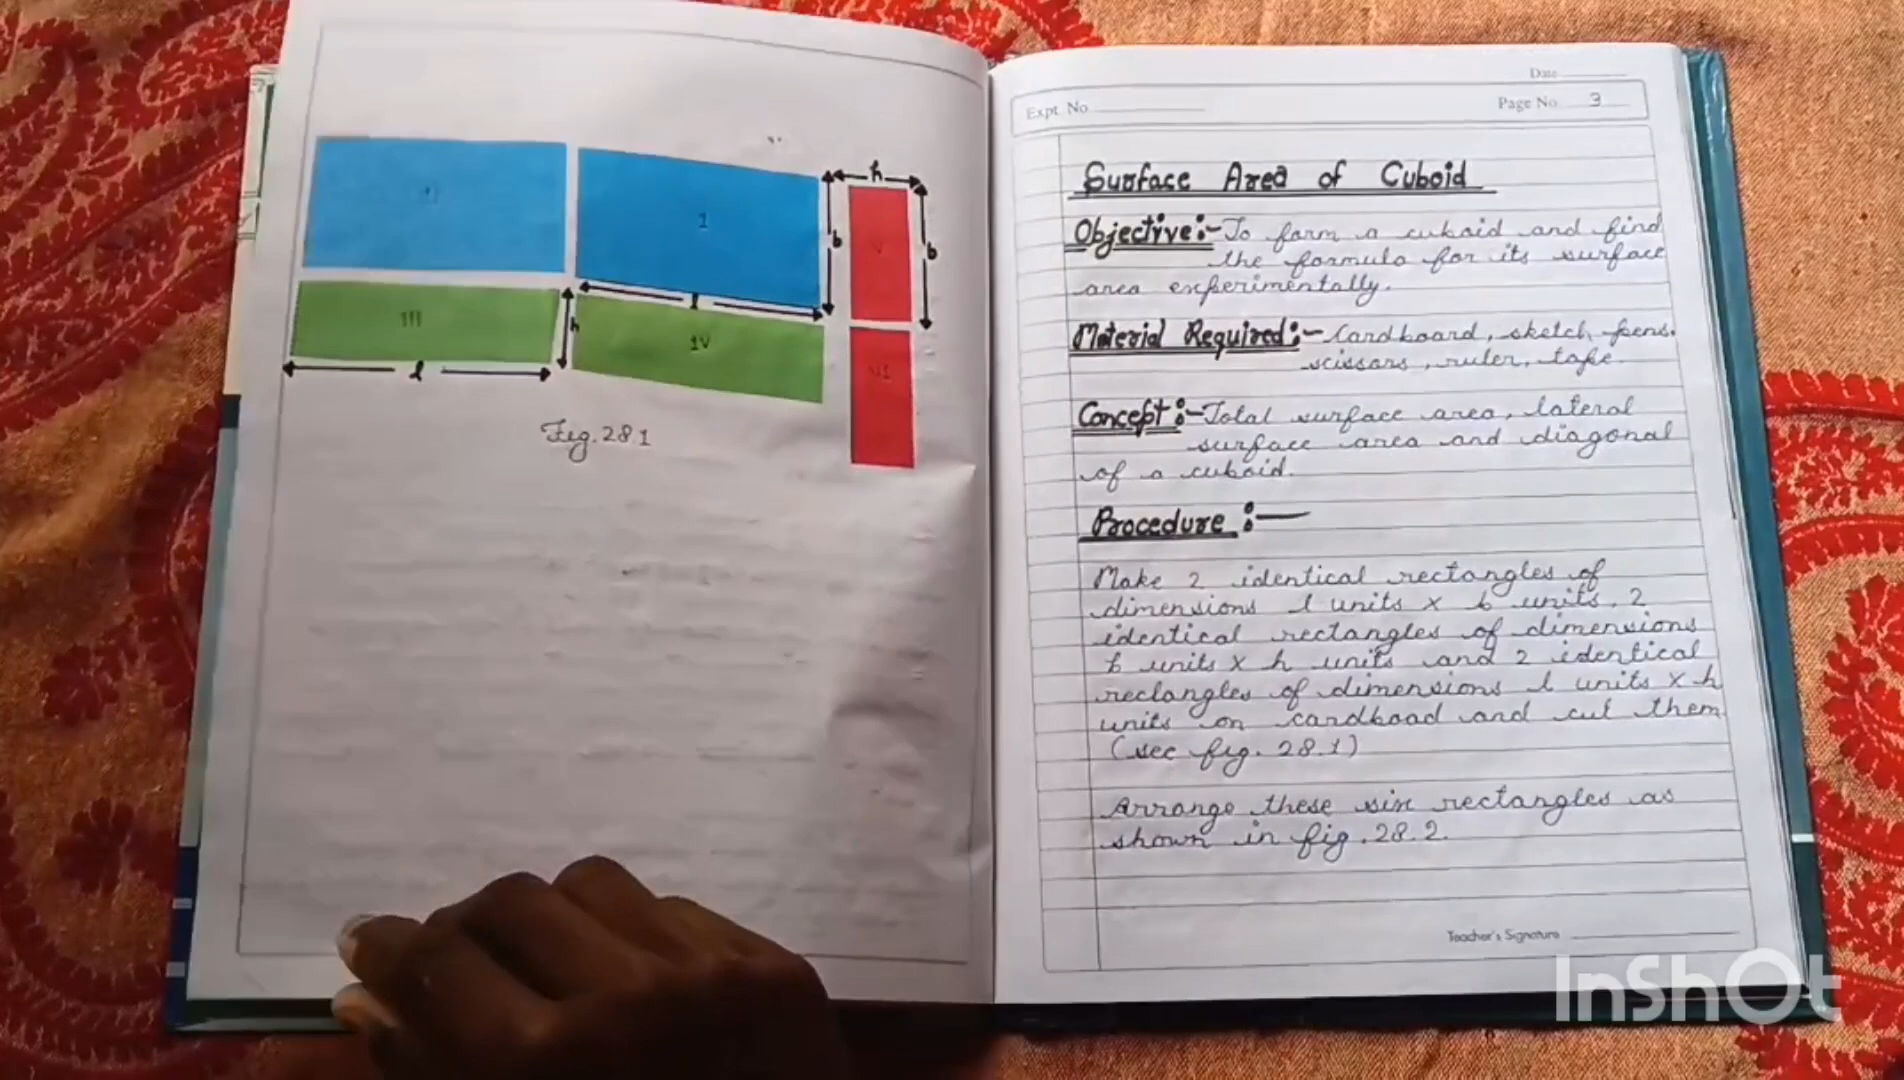 II
1
h
b
V
b
l
III
h
1V
VI
l
Fig. 28.1
Date
Expt. No.
Page No 3
Surface Area of Cuboid
Objective:- To form a cuboid and find
the formula for its surface
area experimentally.
Material Required:- Cardboard, sketch pens.
scissors, ruler, tape.
Concept:- Total surface area, lateral
surface area and diagonal
of a cuboid.
Procedure:—
Make 2 identical rectangles of
dimensions l units x b units, 2
identical rectangles of dimensions
b units x h units and 2 identical
rectangles of dimensions l units x h
units on cardboad and cut them
(see fig. 28.1)
Arrange these six rectangles as
shown in fig. 28.2.
Teacher's Signature
InShOt